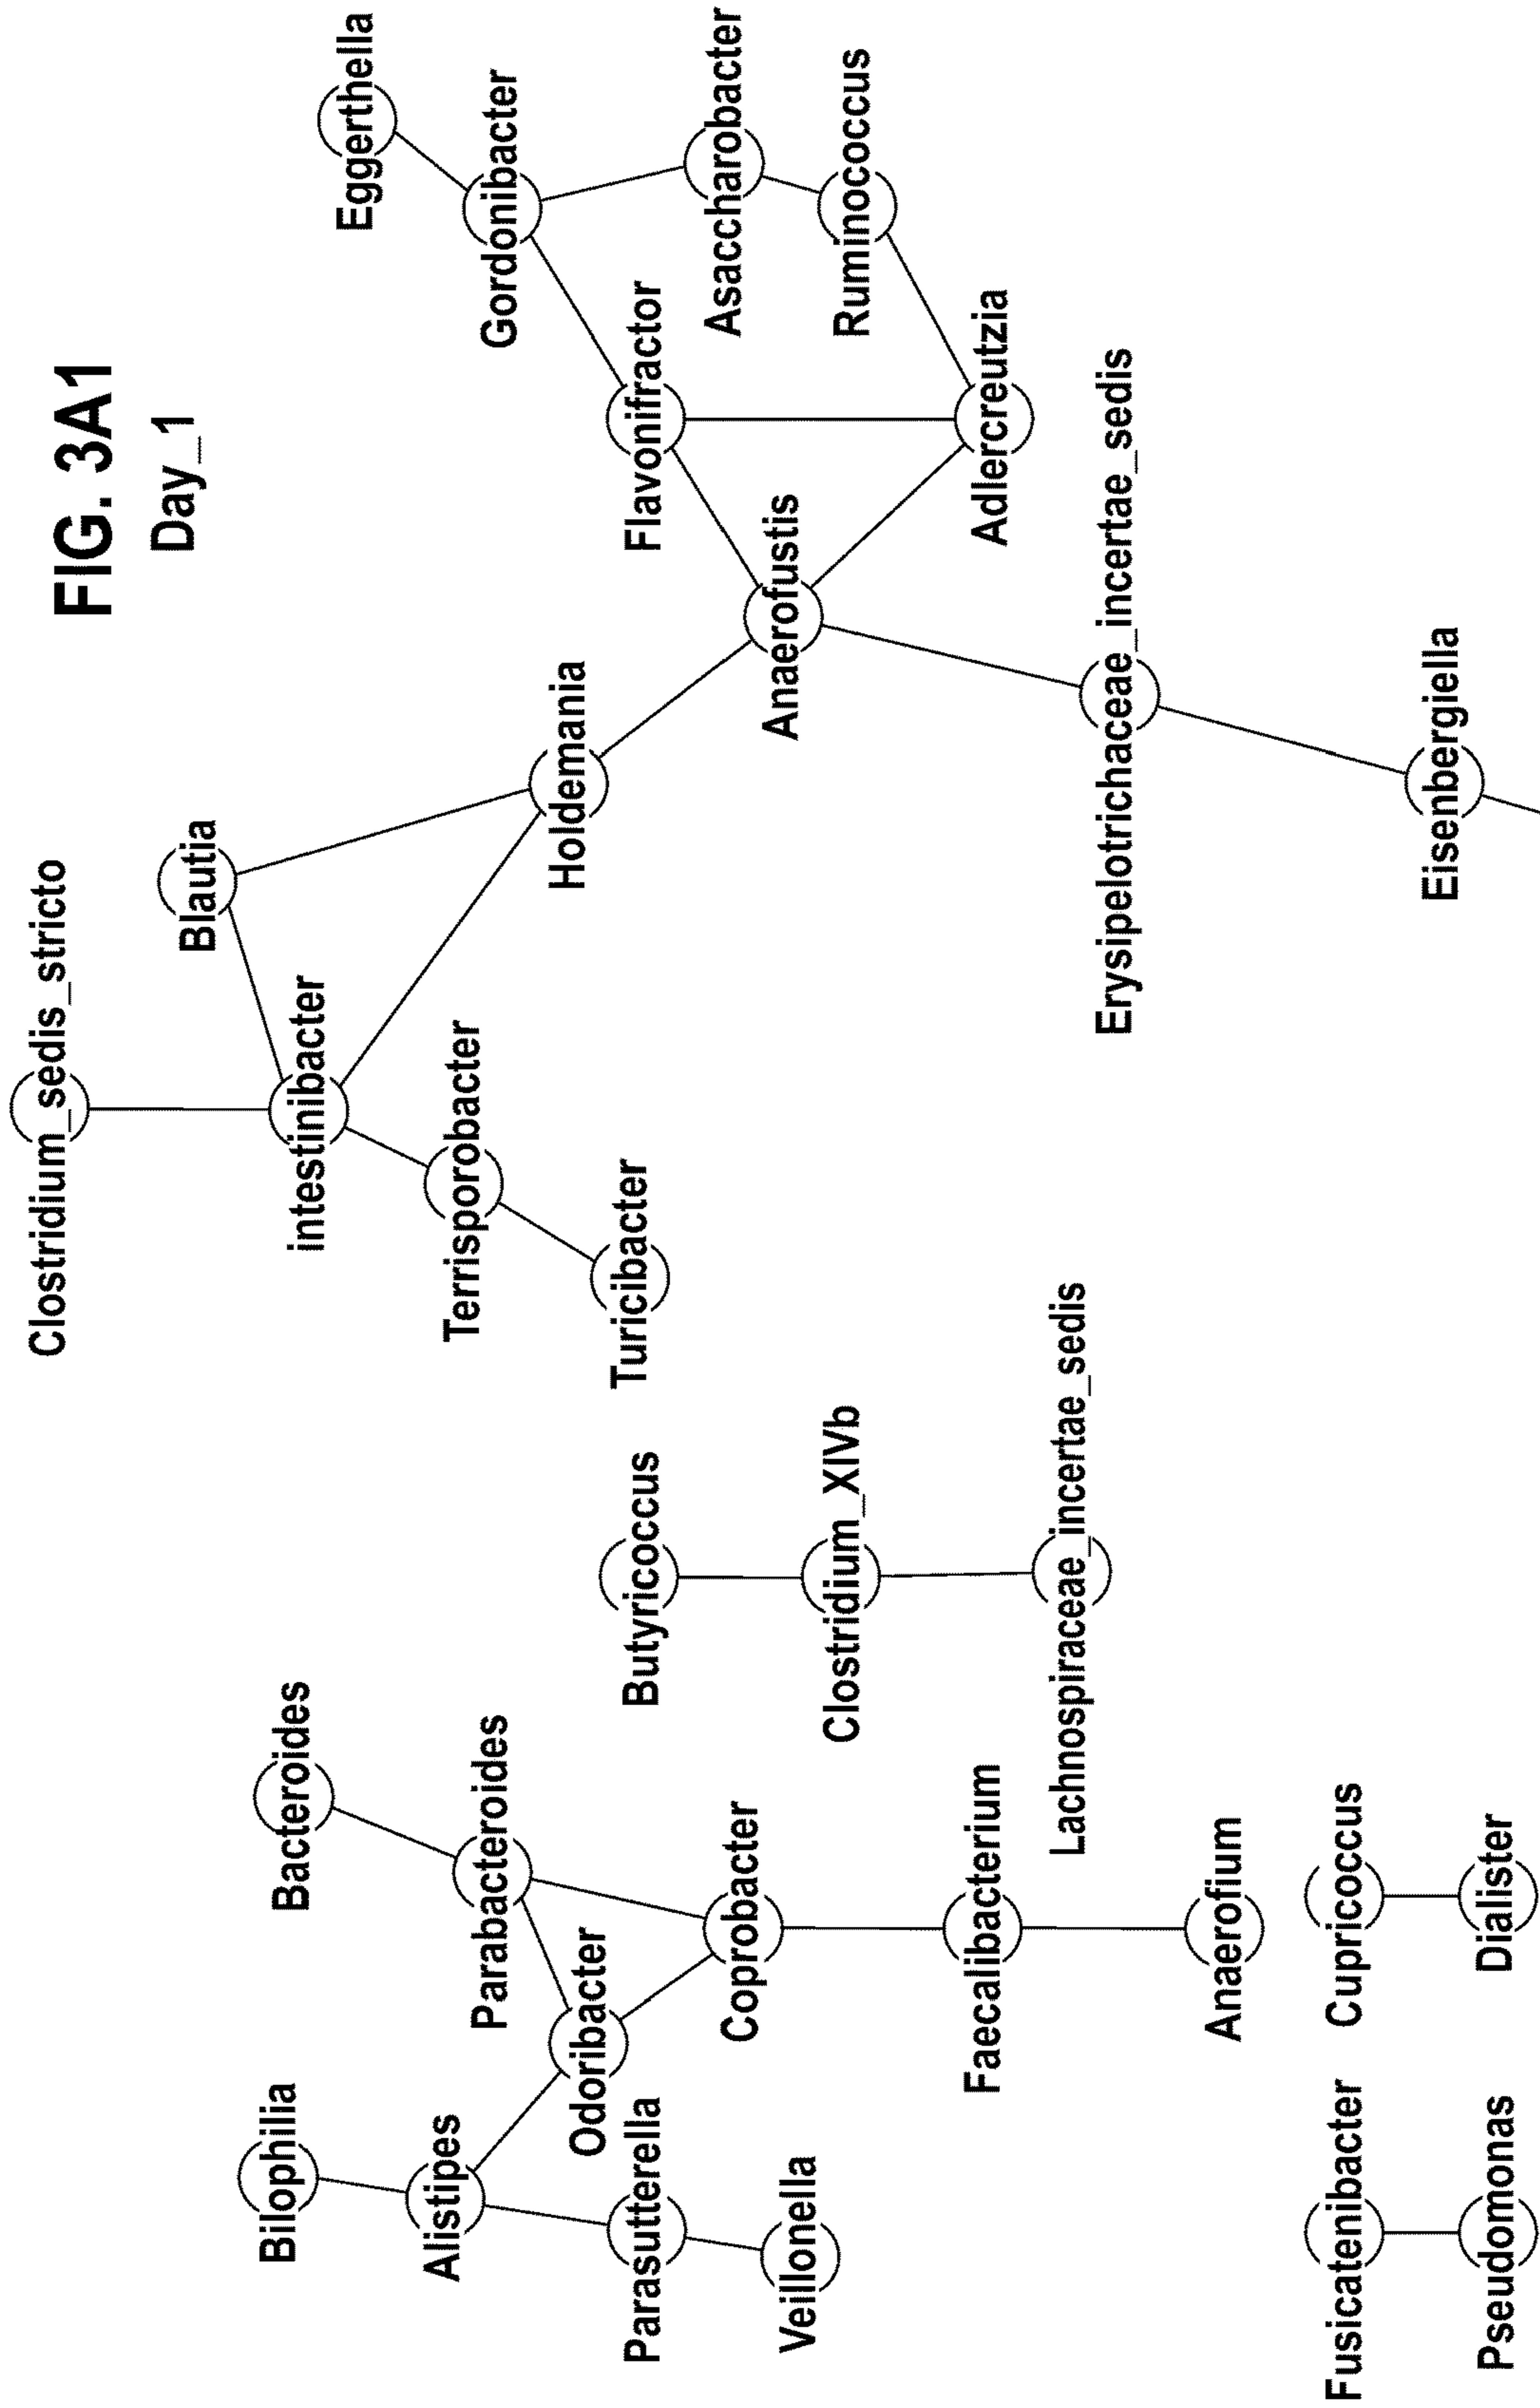 FIG. 3A1
Day_1
Clostridium_sedis_stricto
Blautia
intestinibacter
Terrisporobacter
Turicibacter
Holdemania
Eggerthella
Gordonibacter
Flavonifractor
Asaccharobacter
Ruminococcus
Anaerofustis
Adlercreutzia
Erysipelotrichaceae_incertae_sedis
Eisenbergiella
Butyricoccus
Clostridium_XIVb
Lachnospiraceae_incertae_sedis
Bilophilia
Alistipes
Parasutterella
Veillonella
Bacteroides
Parabacteroides
Odoribacter
Coprobacter
Faecalibacterium
Anaerofium
Fusicatenibacter
Pseudomonas
Cupricoccus
Dialister